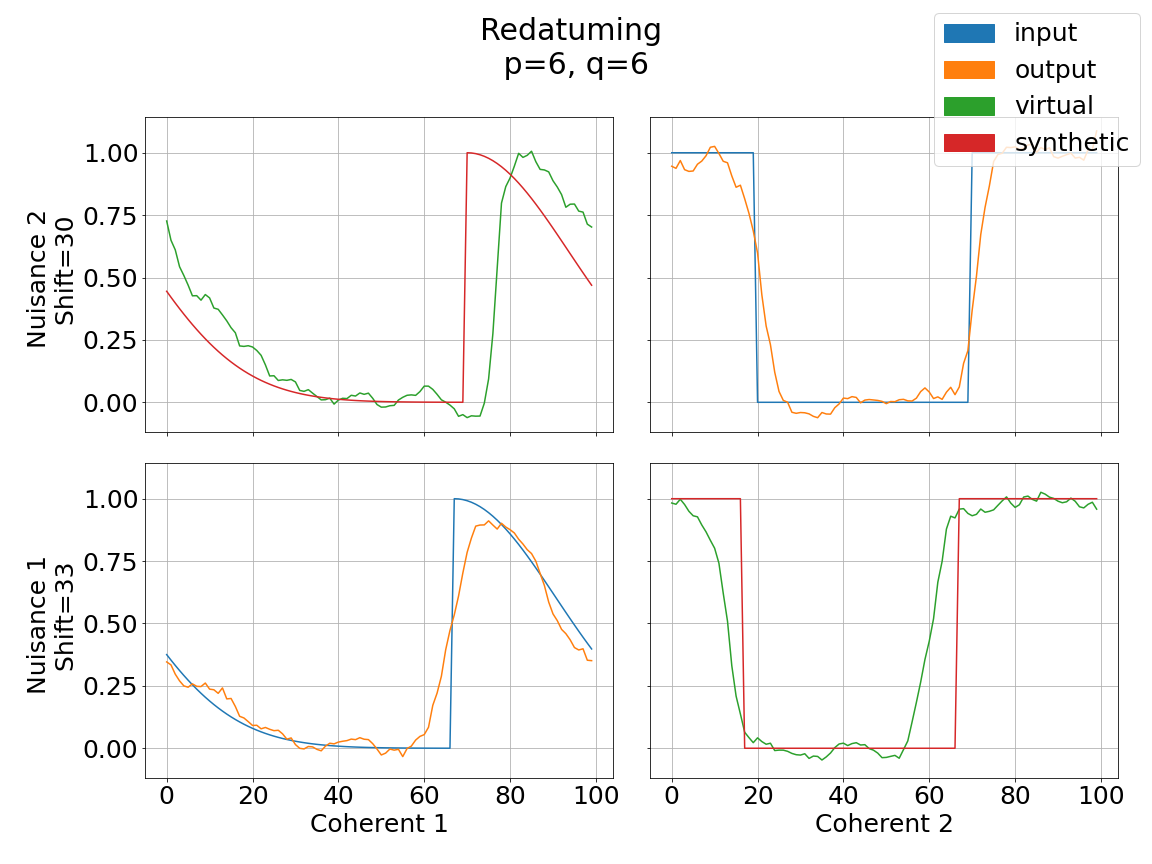 Redatuming
p=6, q=6
input
output
virtual
synthetic
Nuisance 2
Shift=30
1.00
0.75
0.50
0.25
0.00
Nuisance 1
Shift=33
1.00
0.75
0.50
0.25
0.00
0 20 40 60 80 100
0 20 40 60 80 100
Coherent 1
Coherent 2